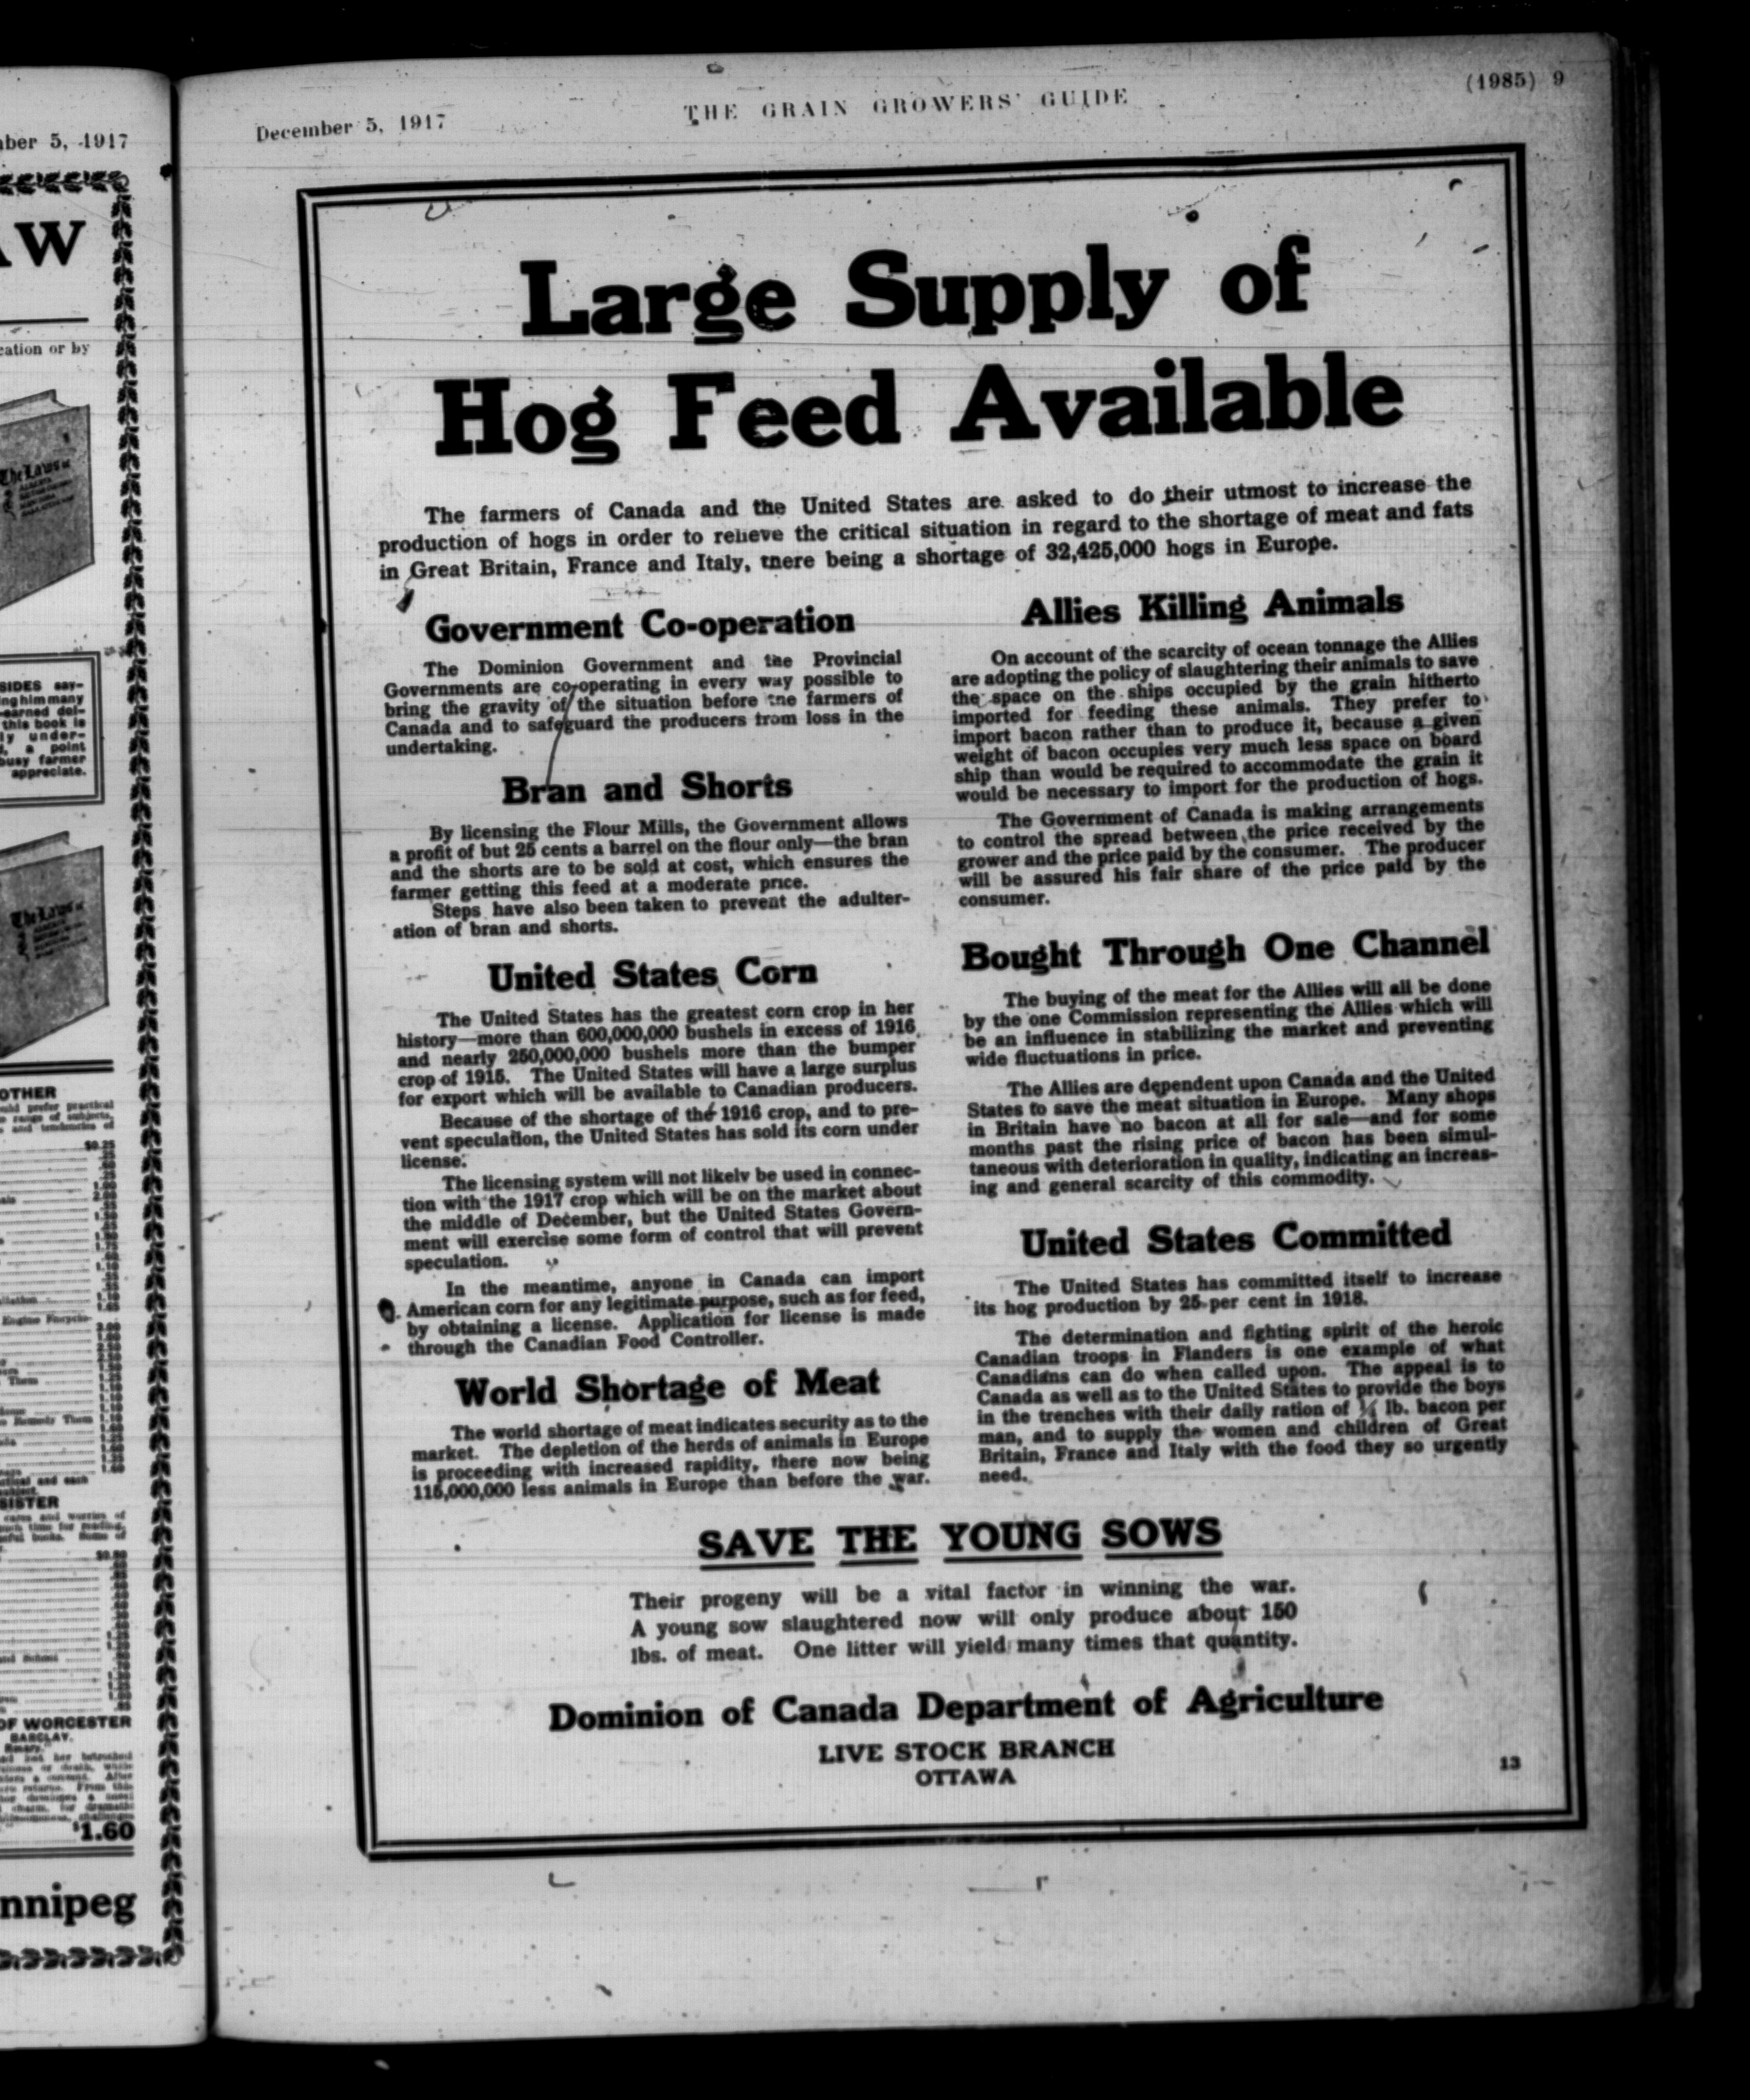 ber 5, 1917
AW
cation or by
The Laws of
SIDES say-
ing him many
-earned dol-
this book is
ly under-
, a point
busy farmer
appreciate.
The Laws of
OTHER
$0.25
SISTER
OF WORCESTER
BARCLAY.
$1.60
nnipeg
December 5, 1917
THE GRAIN GROWERS' GUIDE
(1985) 9
Large Supply of
Hog Feed Available
The farmers of Canada and the United States are asked to do their utmost to increase the
production of hogs in order to relieve the critical situation in regard to the shortage of meat and fats
in Great Britain, France and Italy, there being a shortage of 32,425,000 hogs in Europe.
Government Co-operation
The Dominion Government and the Provincial
Governments are co-operating in every way possible to
bring the gravity of the situation before the farmers of
Canada and to safeguard the producers from loss in the
undertaking.
Bran and Shorts
By licensing the Flour Mills, the Government allows
a profit of but 25 cents a barrel on the flour only—the bran
and the shorts are to be sold at cost, which ensures the
farmer getting this feed at a moderate price.
Steps have also been taken to prevent the adulter-
ation of bran and shorts.
United States Corn
The United States has the greatest corn crop in her
history—more than 600,000,000 bushels in excess of 1916
and nearly 250,000,000 bushels more than the bumper
crop of 1915. The United States will have a large surplus
for export which will be available to Canadian producers.
Because of the shortage of the 1916 crop, and to pre-
vent speculation, the United States has sold its corn under
license.
The licensing system will not likely be used in connec-
tion with the 1917 crop which will be on the market about
the middle of December, but the United States Govern-
ment will exercise some form of control that will prevent
speculation.
In the meantime, anyone in Canada can import
American corn for any legitimate purpose, such as for feed,
by obtaining a license. Application for license is made
through the Canadian Food Controller.
World Shortage of Meat
The world shortage of meat indicates security as to the
market. The depletion of the herds of animals in Europe
is proceeding with increased rapidity, there now being
115,000,000 less animals in Europe than before the war.
Allies Killing Animals
On account of the scarcity of ocean tonnage the Allies
are adopting the policy of slaughtering their animals to save
the space on the ships occupied by the grain hitherto
imported for feeding these animals. They prefer to
import bacon rather than to produce it, because a given
weight of bacon occupies very much less space on board
ship than would be required to accommodate the grain it
would be necessary to import for the production of hogs.
The Government of Canada is making arrangements
to control the spread between the price received by the
grower and the price paid by the consumer. The producer
will be assured his fair share of the price paid by the
consumer.
Bought Through One Channel
The buying of the meat for the Allies will all be done
by the one Commission representing the Allies which will
be an influence in stabilizing the market and preventing
wide fluctuations in price.
The Allies are dependent upon Canada and the United
States to save the meat situation in Europe. Many shops
in Britain have no bacon at all for sale—and for some
months past the rising price of bacon has been simul-
taneous with deterioration in quality, indicating an increas-
ing and general scarcity of this commodity.
United States Committed
The United States has committed itself to increase
its hog production by 25 per cent in 1918.
The determination and fighting spirit of the heroic
Canadian troops in Flanders is one example of what
Canadians can do when called upon. The appeal is to
Canada as well as to the United States to provide the boys
in the trenches with their daily ration of ¼ lb. bacon per
man, and to supply the women and children of Great
Britain, France and Italy with the food they so urgently
need.
SAVE THE YOUNG SOWS
Their progeny will be a vital factor in winning the war.
A young sow slaughtered now will only produce about 150
lbs. of meat. One litter will yield many times that quantity.
Dominion of Canada Department of Agriculture
LIVE STOCK BRANCH
OTTAWA
13